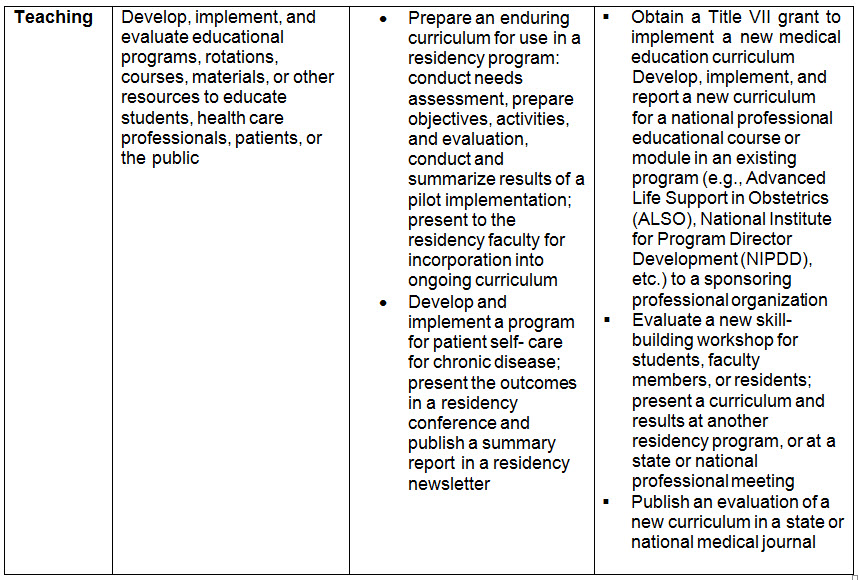 Teaching
Develop, implement, and
evaluate educational
programs, rotations,
courses, materials, or other
resources to educate
students, health care
professionals, patients, or
the public
• Prepare an enduring
curriculum for use in a
residency program:
conduct needs
assessment, prepare
objectives, activities,
and evaluation,
conduct and
summarize results of a
pilot implementation;
present to the
residency faculty for
incorporation into
ongoing curriculum
• Develop and
implement a program
for patient self- care
for chronic disease;
present the outcomes
in a residency
conference and
publish a summary
report in a residency
newsletter
▪ Obtain a Title VII grant to
implement a new medical
education curriculum
Develop, implement, and
report a new curriculum
for a national professional
educational course or
module in an existing
program (e.g., Advanced
Life Support in Obstetrics
(ALSO), National Institute
for Program Director
Development (NIPDD),
etc.) to a sponsoring
professional organization
▪ Evaluate a new skill-
building workshop for
students, faculty
members, or residents;
present a curriculum and
results at another
residency program, or at a
state or national
professional meeting
▪ Publish an evaluation of a
new curriculum in a state or
national medical journal